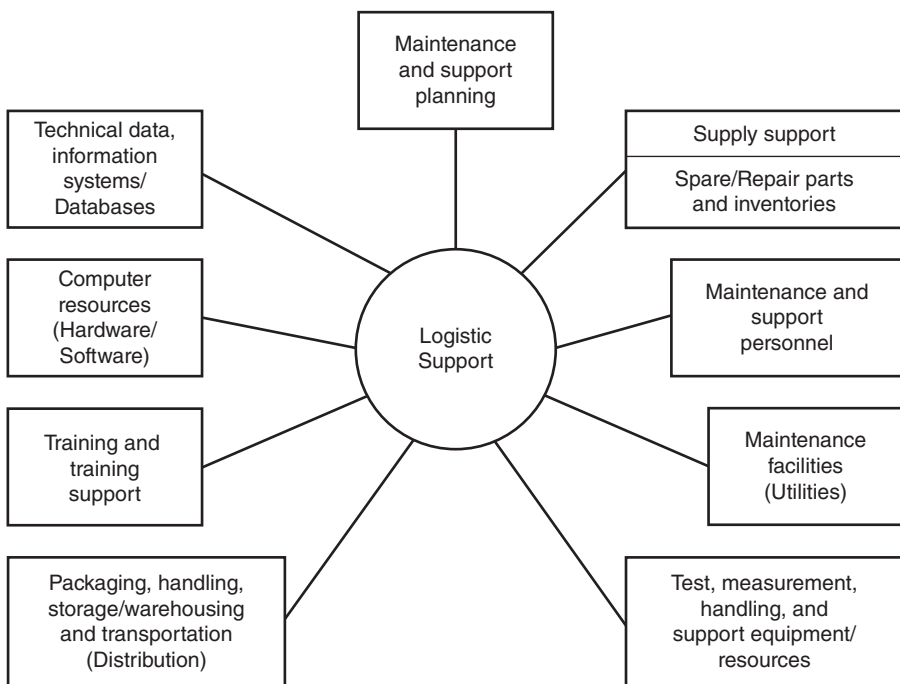 Maintenance
and support
planning
Technical data,
information
systems/
Databases
Supply support
Spare/Repair parts
and inventories
Computer
resources
(Hardware/
Software)
Logistic
Support
Maintenance and
support
personnel
Training and
training
support
Maintenance
facilities
(Utilities)
Packaging, handling,
storage/warehousing
and transportation
(Distribution)
Test, measurement,
handling, and
support equipment/
resources